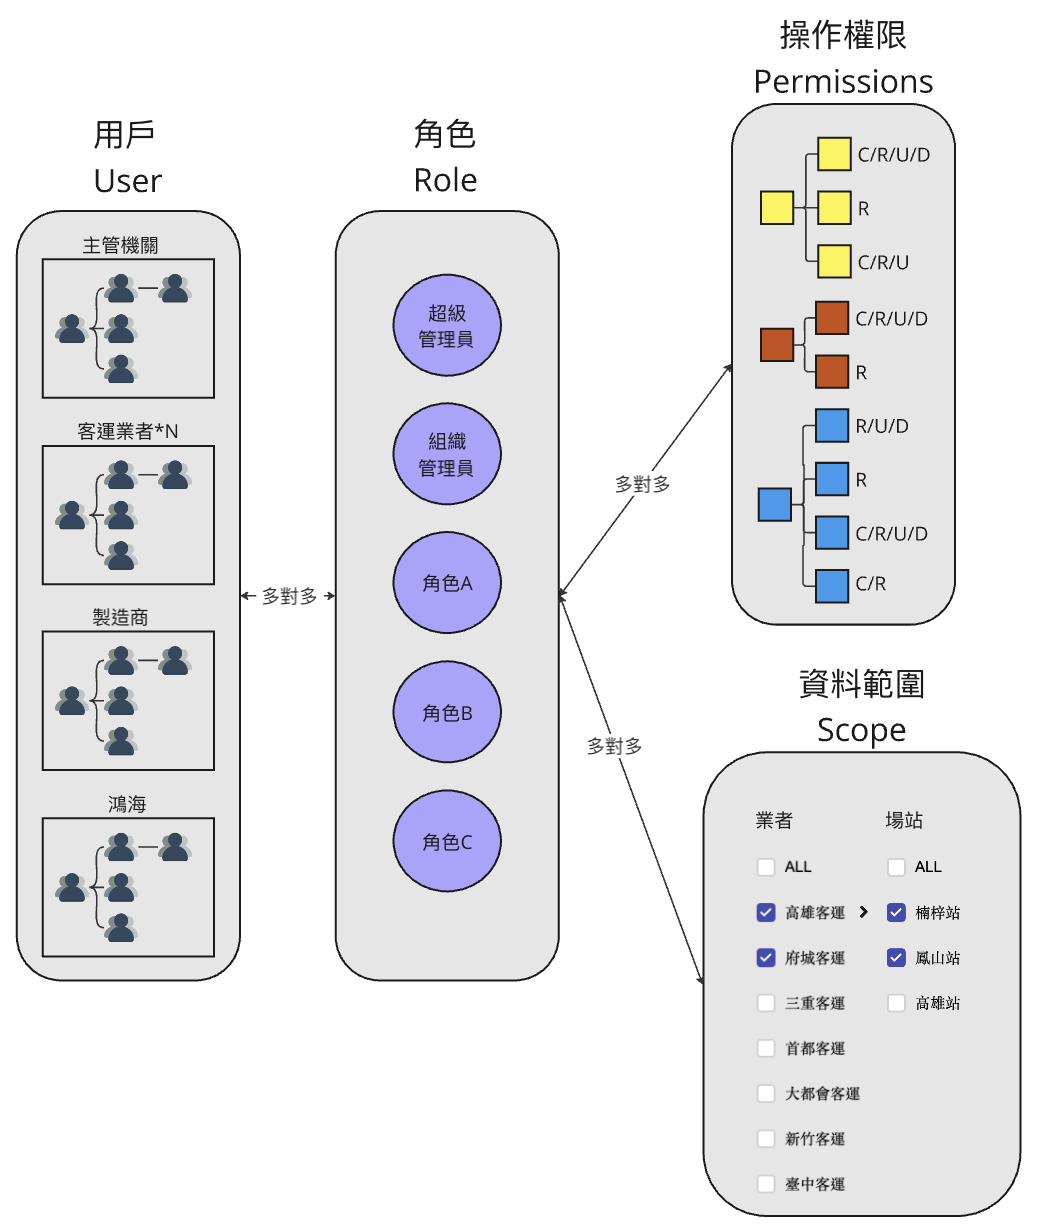 用戶
User
主管機關
客運業者*N
製造商
鴻海
多對多
角色
Role
超級
管理員
組織
管理員
角色A
角色B
角色C
多對多
多對多
操作權限
Permissions
C/R/U/D
R
C/R/U
C/R/U/D
R
R/U/D
R
C/R/U/D
C/R
資料範圍
Scope
業者
場站
ALL
ALL
高雄客運
楠梓站
府城客運
鳳山站
三重客運
高雄站
首都客運
大都會客運
新竹客運
臺中客運